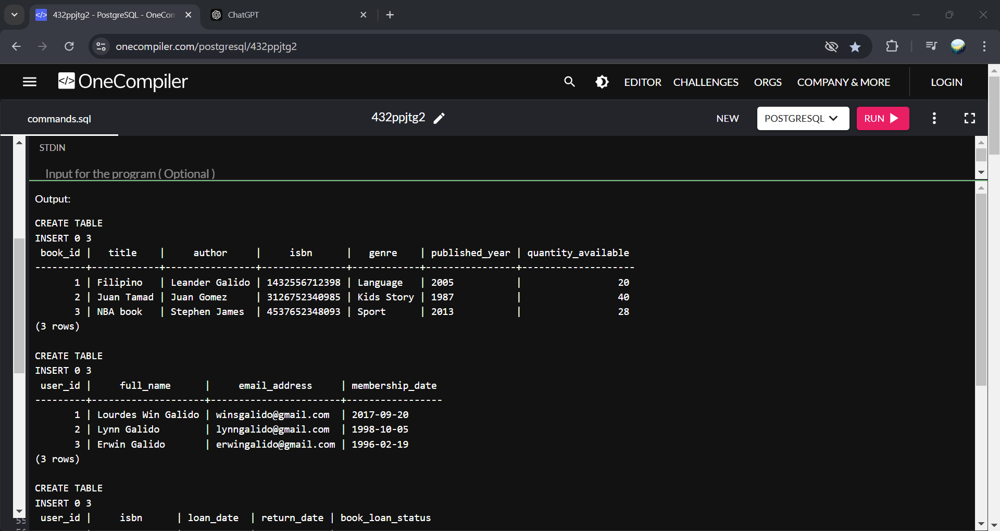 432ppjtg2 - PostgreSQL - OneCom
ChatGPT
onecompiler.com/postgresql/432ppjtg2
</> OneCompiler
EDITOR CHALLENGES ORGS COMPANY & MORE LOGIN
commands.sql
432ppjtg2
NEW POSTGRESQL RUN
STDIN
Input for the program ( Optional )
Output:
CREATE TABLE
INSERT 0 3
 book_id |   title    |     author     |     isbn      |   genre    | published_year | quantity_available
---------+------------+----------------+---------------+------------+----------------+--------------------
       1 | Filipino   | Leander Galido | 1432556712398 | Language   | 2005           |                 20
       2 | Juan Tamad | Juan Gomez     | 3126752340985 | Kids Story | 1987           |                 40
       3 | NBA book   | Stephen James  | 4537652348093 | Sport      | 2013           |                 28
(3 rows)
CREATE TABLE
INSERT 0 3
 user_id |     full_name      |     email_address     | membership_date
---------+--------------------+-----------------------+-----------------
       1 | Lourdes Win Galido | winsgalido@gmail.com  | 2017-09-20
       2 | Lynn Galido        | lynngalido@gmail.com  | 1998-10-05
       3 | Erwin Galido       | erwingalido@gmail.com | 1996-02-19
(3 rows)
CREATE TABLE
INSERT 0 3
 user_id |     isbn      | loan_date  | return_date | book_loan_status
55